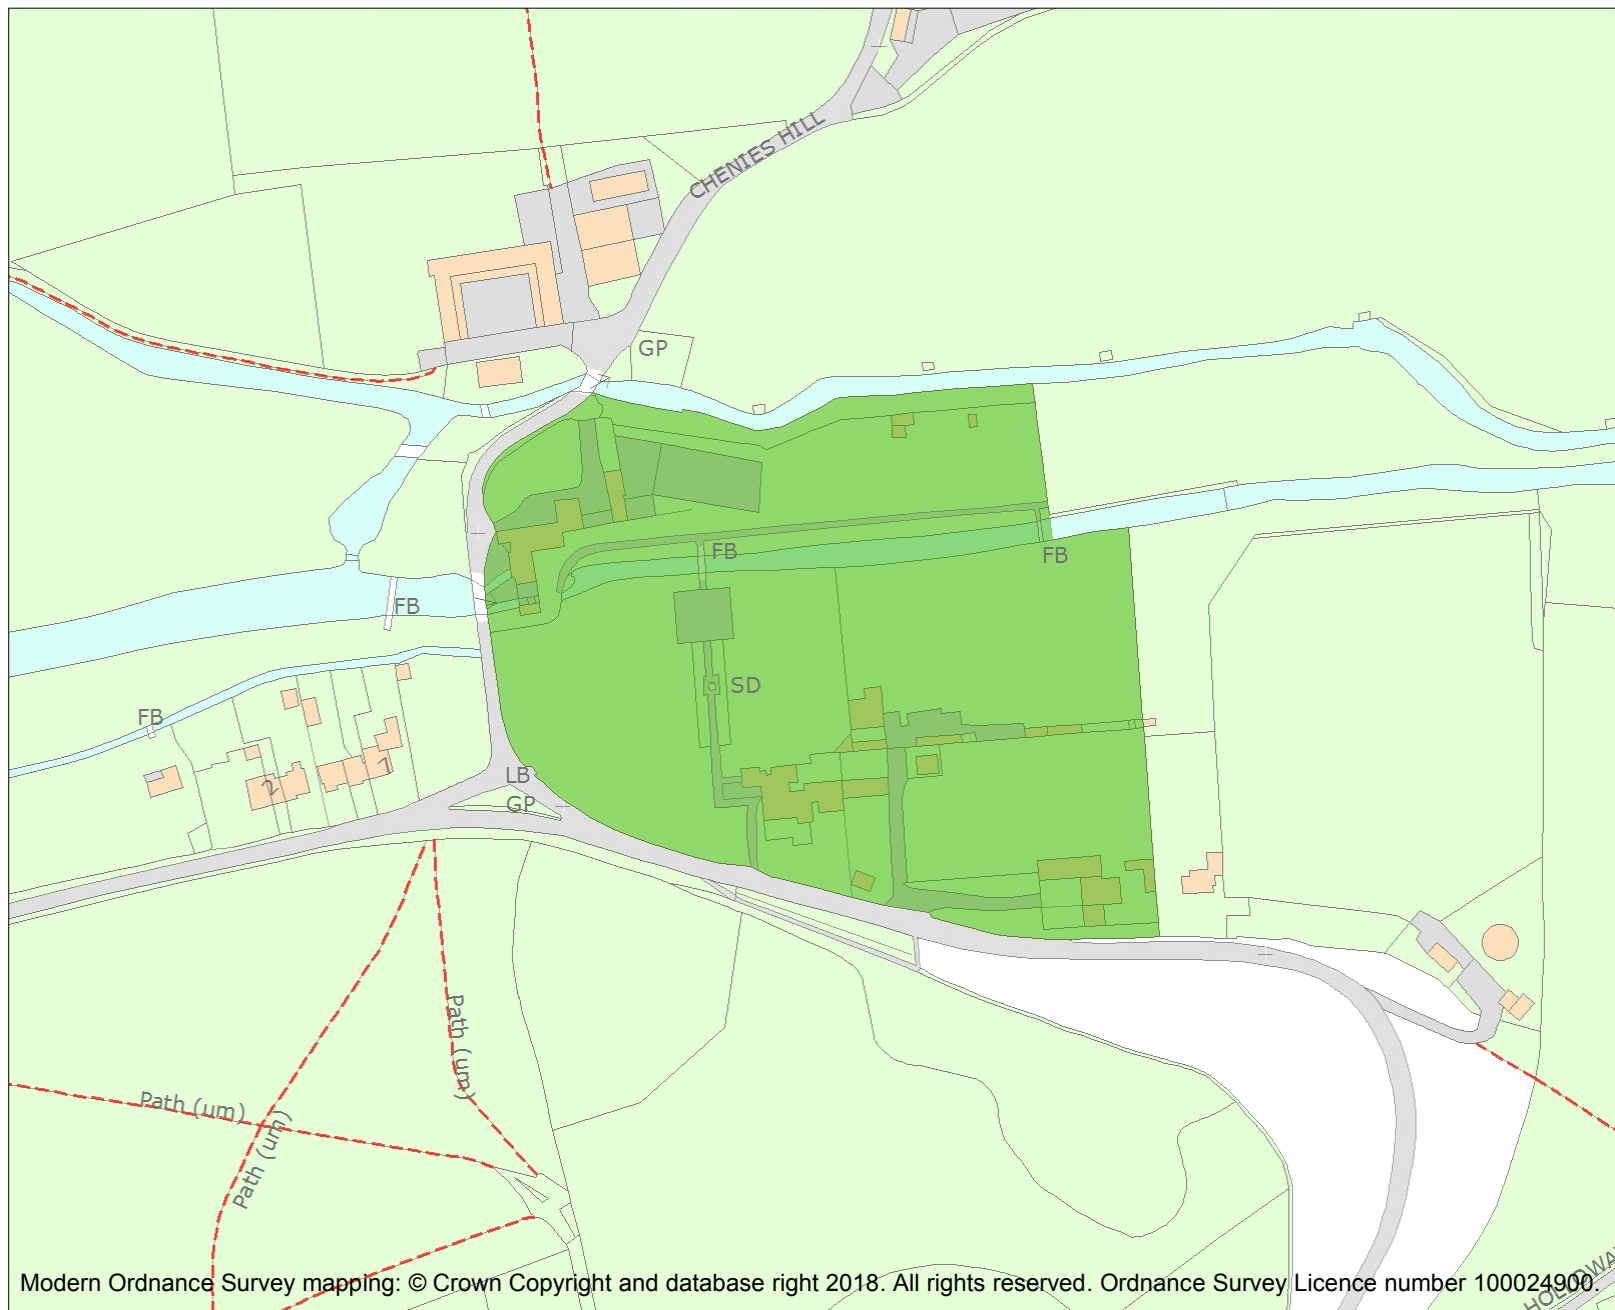 CHENIES HILL
GP
FB
FB
FB
SD
FB
LB
2
1
GP
Path (um)
Path (um)
Path (um)
Modern Ordnance Survey mapping: © Crown Copyright and database right 2018. All rights reserved. Ordnance Survey Licence number 100024900.